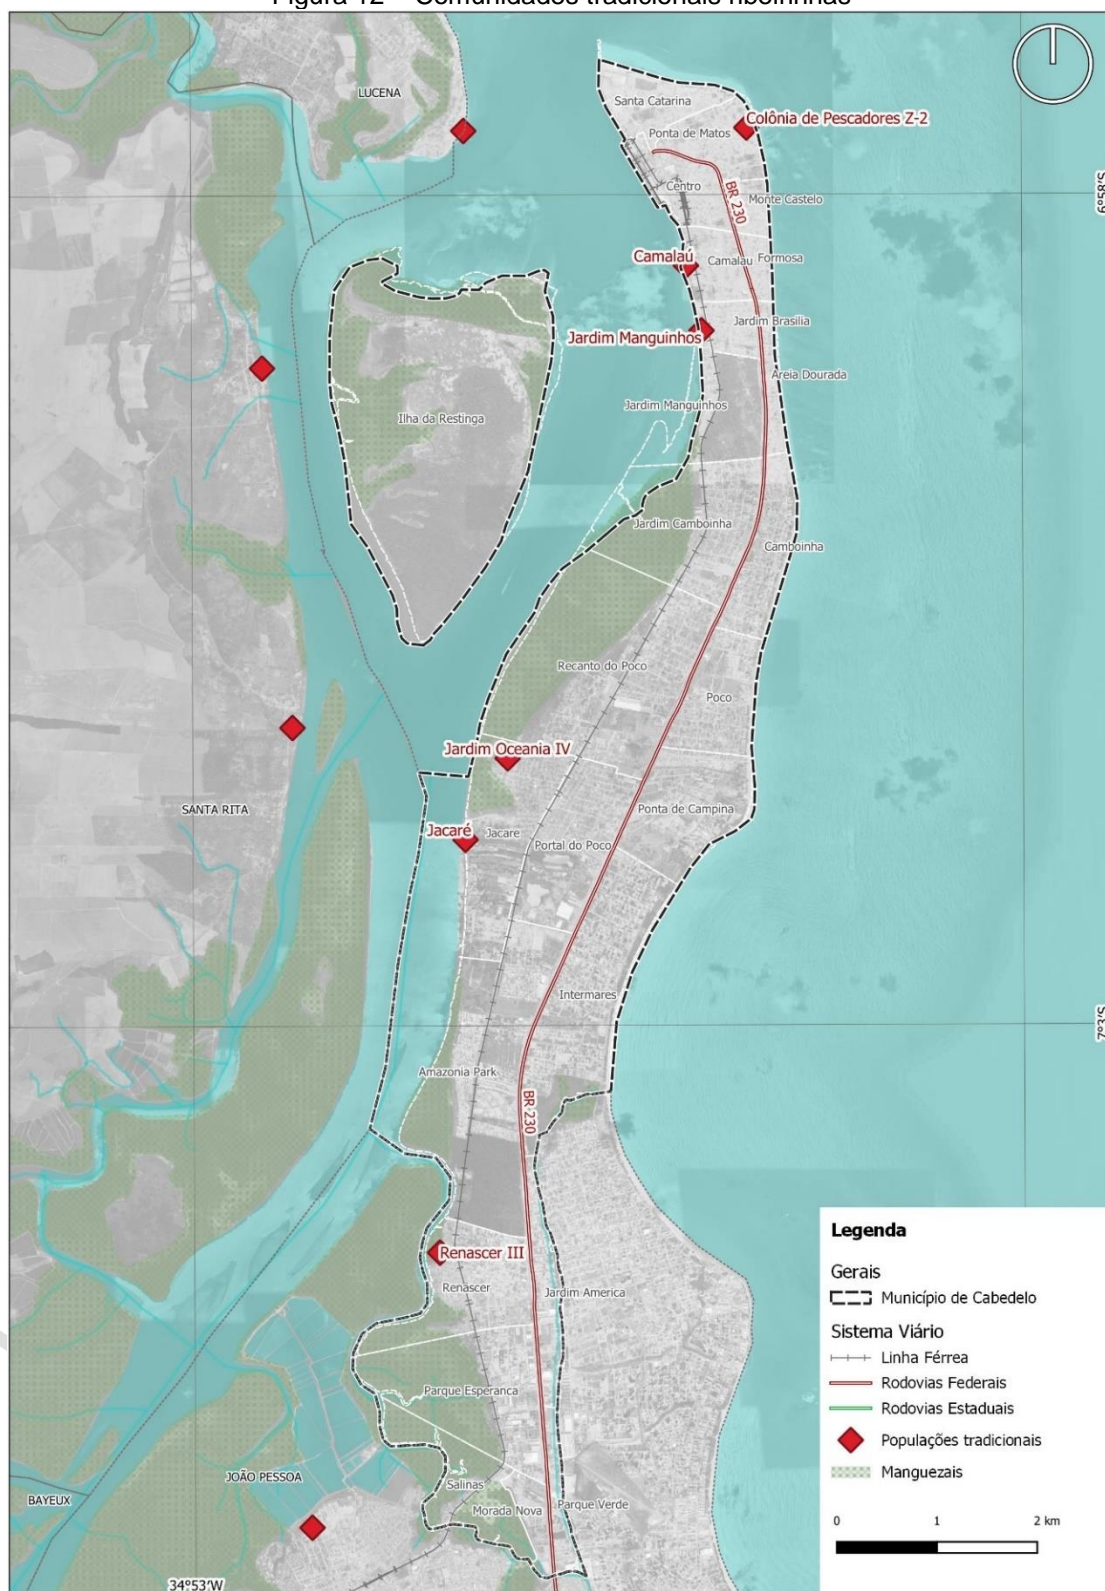 Figura 12 – Comunidades tradicionais ribeirinhas
LUCENA
Santa Catarina
Colônia de Pescadores Z-2
Ponta de Matos
Centro
BR 230
Monte Castelo
6°58'S
Camalaú
Camalau
Formosa
Jardim Manguinhos
Jardim Brasilia
Areia Dourada
Jardim Manguinhos
Ilha da Restinga
Jardim Camboinha
Camboinha
Recanto do Poco
Poco
Jardim Oceania IV
SANTA RITA
Ponta de Campina
Jacaré
Jacare
Portal do Poco
Intermares
7°3'S
Amazonia Park
BR 230
Renascer III
Renascer
Jardim America
Parque Esperanca
JOÃO PESSOA
BAYEUX
Salinas
Morada Nova
Parque Verde
34°53'W
Legenda
Gerais
Município de Cabedelo
Sistema Viário
Linha Férrea
Rodovias Federais
Rodovias Estaduais
Populações tradicionais
Manguezais
0 1 2 km